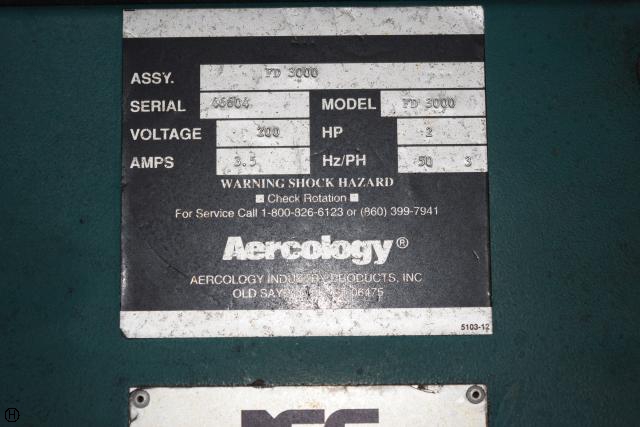 ASSY. FD 3000
SERIAL 46604 MODEL FD 3000
VOLTAGE 200 HP 2
AMPS 3.5 Hz/PH 50 3
WARNING SHOCK HAZARD
Check Rotation
For Service Call 1-800-826-6123 or (860) 399-7941
Aercology®
AERCOLOGY INDUSTRY PRODUCTS, INC
OLD 06475
5103-12
H